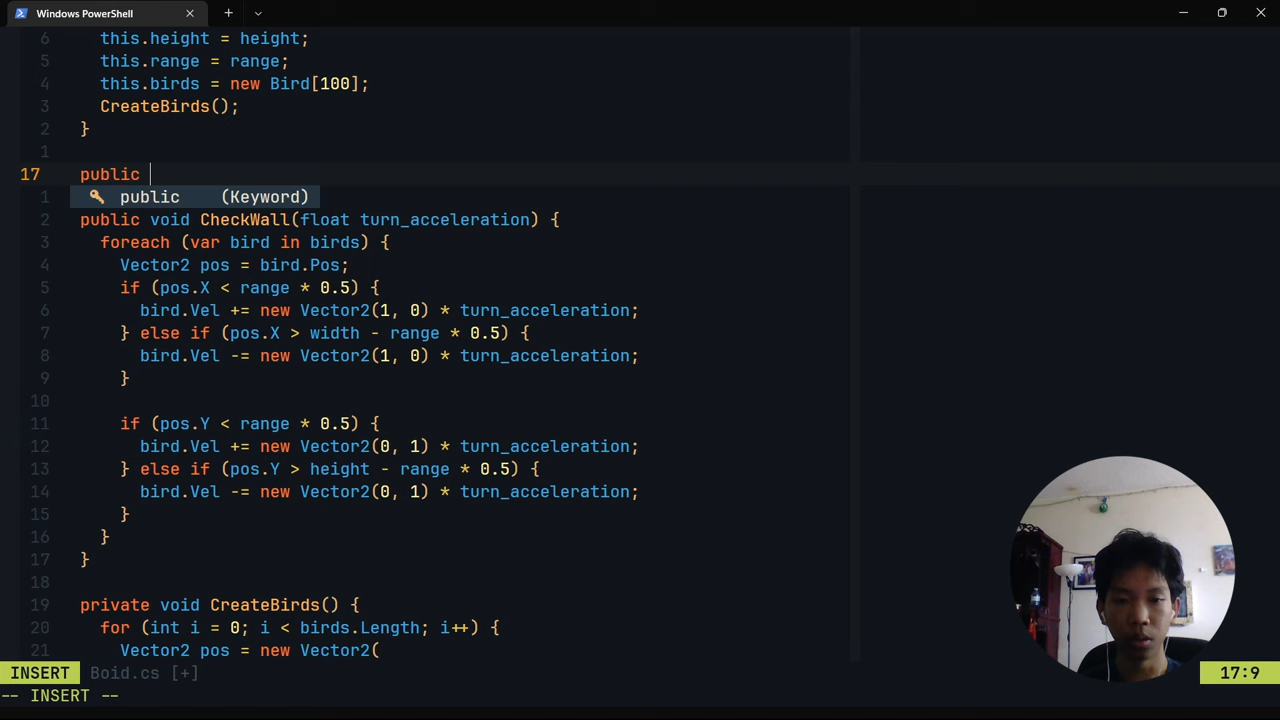 Windows PowerShell
6 this.height = height;
5 this.range = range;
4 this.birds = new Bird[100];
3 CreateBirds();
2 }
1
17 public
1 public (Keyword)
2 public void CheckWall(float turn_acceleration) {
3 foreach (var bird in birds) {
4 Vector2 pos = bird.Pos;
5 if (pos.X < range * 0.5) {
6 bird.Vel += new Vector2(1, 0) * turn_acceleration;
7 } else if (pos.X > width - range * 0.5) {
8 bird.Vel -= new Vector2(1, 0) * turn_acceleration;
9 }
10
11 if (pos.Y < range * 0.5) {
12 bird.Vel += new Vector2(0, 1) * turn_acceleration;
13 } else if (pos.Y > height - range * 0.5) {
14 bird.Vel -= new Vector2(0, 1) * turn_acceleration;
15 }
16 }
17 }
18
19 private void CreateBirds() {
20 for (int i = 0; i < birds.Length; i++) {
21 Vector2 pos = new Vector2(
INSERT Boid.cs [+] 17:9
-- INSERT --